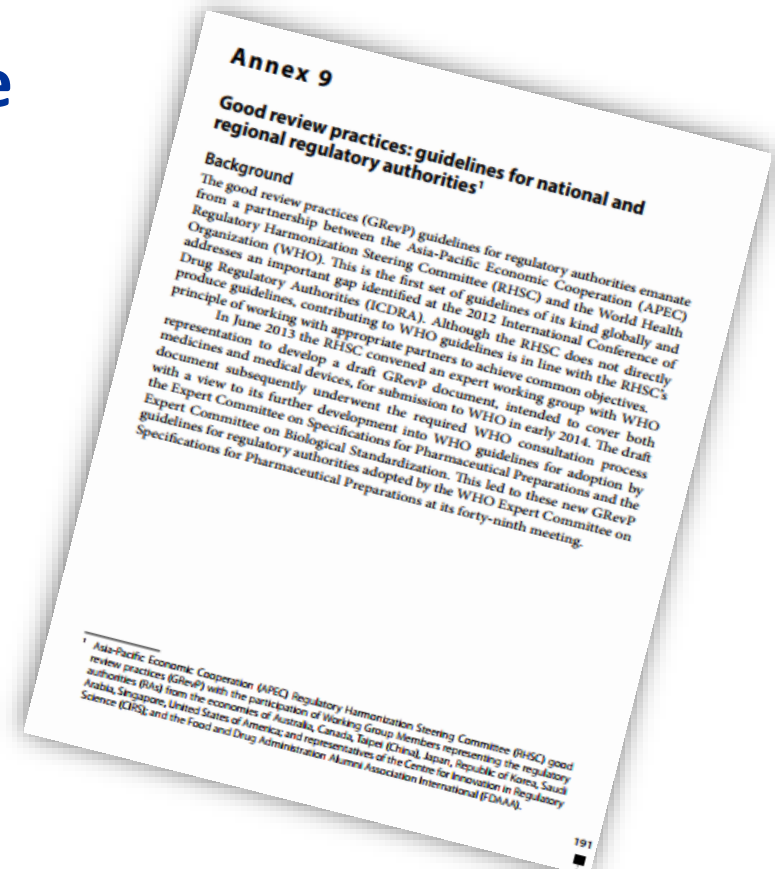 e
Annex 9
Good review practices: guidelines for national and
regional regulatory authorities¹
Background
The good review practices (GRevP) guidelines for regulatory authorities emanate
from a partnership between the Asia-Pacific Economic Cooperation (APEC)
Regulatory Harmonization Steering Committee (RHSC) and the World Health
Organization (WHO). This is the first set of guidelines of its kind globally and
addresses an important gap identified at the 2012 International Conference of
Drug Regulatory Authorities (ICDRA). Although the RHSC does not directly
produce guidelines, contributing to WHO guidelines is in line with the RHSC's
principle of working with appropriate partners to achieve common objectives.
In June 2013 the RHSC convened an expert working group with WHO
representation to develop a draft GRevP document, intended to cover both
medicines and medical devices, for submission to WHO in early 2014. The draft
document subsequently underwent the required WHO consultation process
with a view to its further development into WHO guidelines for adoption by
the Expert Committee on Specifications for Pharmaceutical Preparations and the
Expert Committee on Biological Standardization. This led to these new GRevP
guidelines for regulatory authorities adopted by the WHO Expert Committee on
Specifications for Pharmaceutical Preparations at its forty-ninth meeting.
¹ Asia-Pacific Economic Cooperation (APEC) Regulatory Harmonization Steering Committee (RHSC) good
review practices (GRevP) with the participation of Working Group Members representing the regulatory
authorities (RAs) from the economies of Australia, Canada, Taipei (China), Japan, Republic of Korea, Saudi
Arabia, Singapore, United States of America; and representatives of the Centre for Innovation in Regulatory
Science (CIRS); and the Food and Drug Administration Alumni Association International (FDAAA).
191